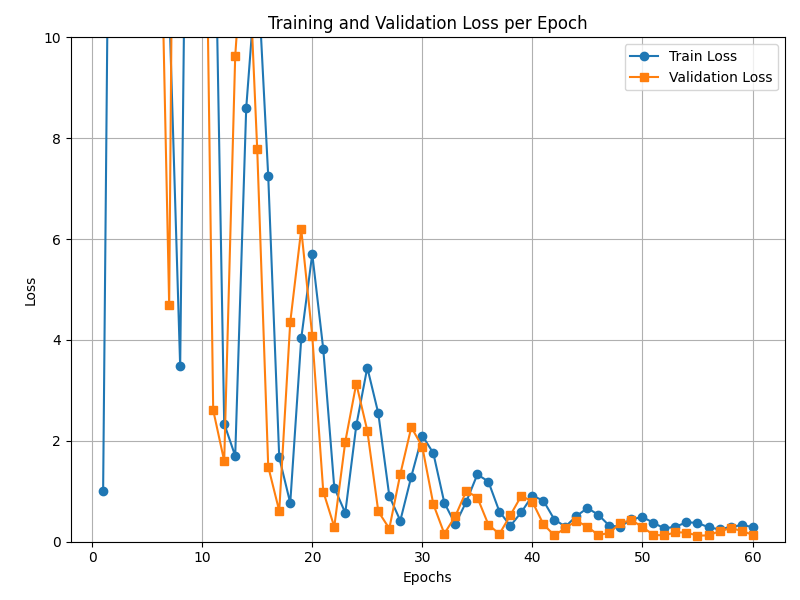 Training and Validation Loss per Epoch
Train Loss
Validation Loss
10
8
6
4
2
0
Loss
0 10 20 30 40 50 60
Epochs